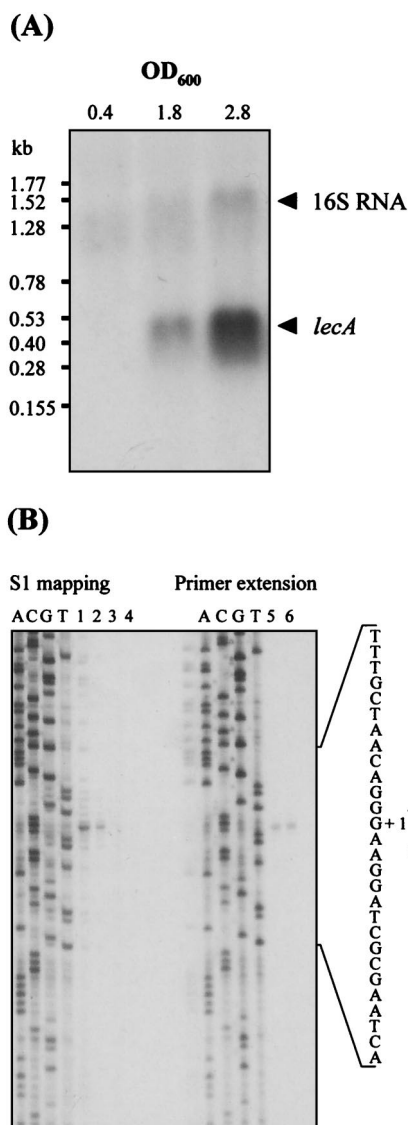 (A)
OD600
0.4 1.8 2.8
kb
1.77
1.52
1.28
0.78
0.53
0.40
0.28
0.155
16S RNA
lecA
(B)
S1 mapping
A C G T 1 2 3 4
Primer extension
A C G T 5 6
T
T
T
G
C
T
A
A
C
A
G
G
G + 1
A
A
G
G
A
T
C
G
C
G
A
A
T
C
A